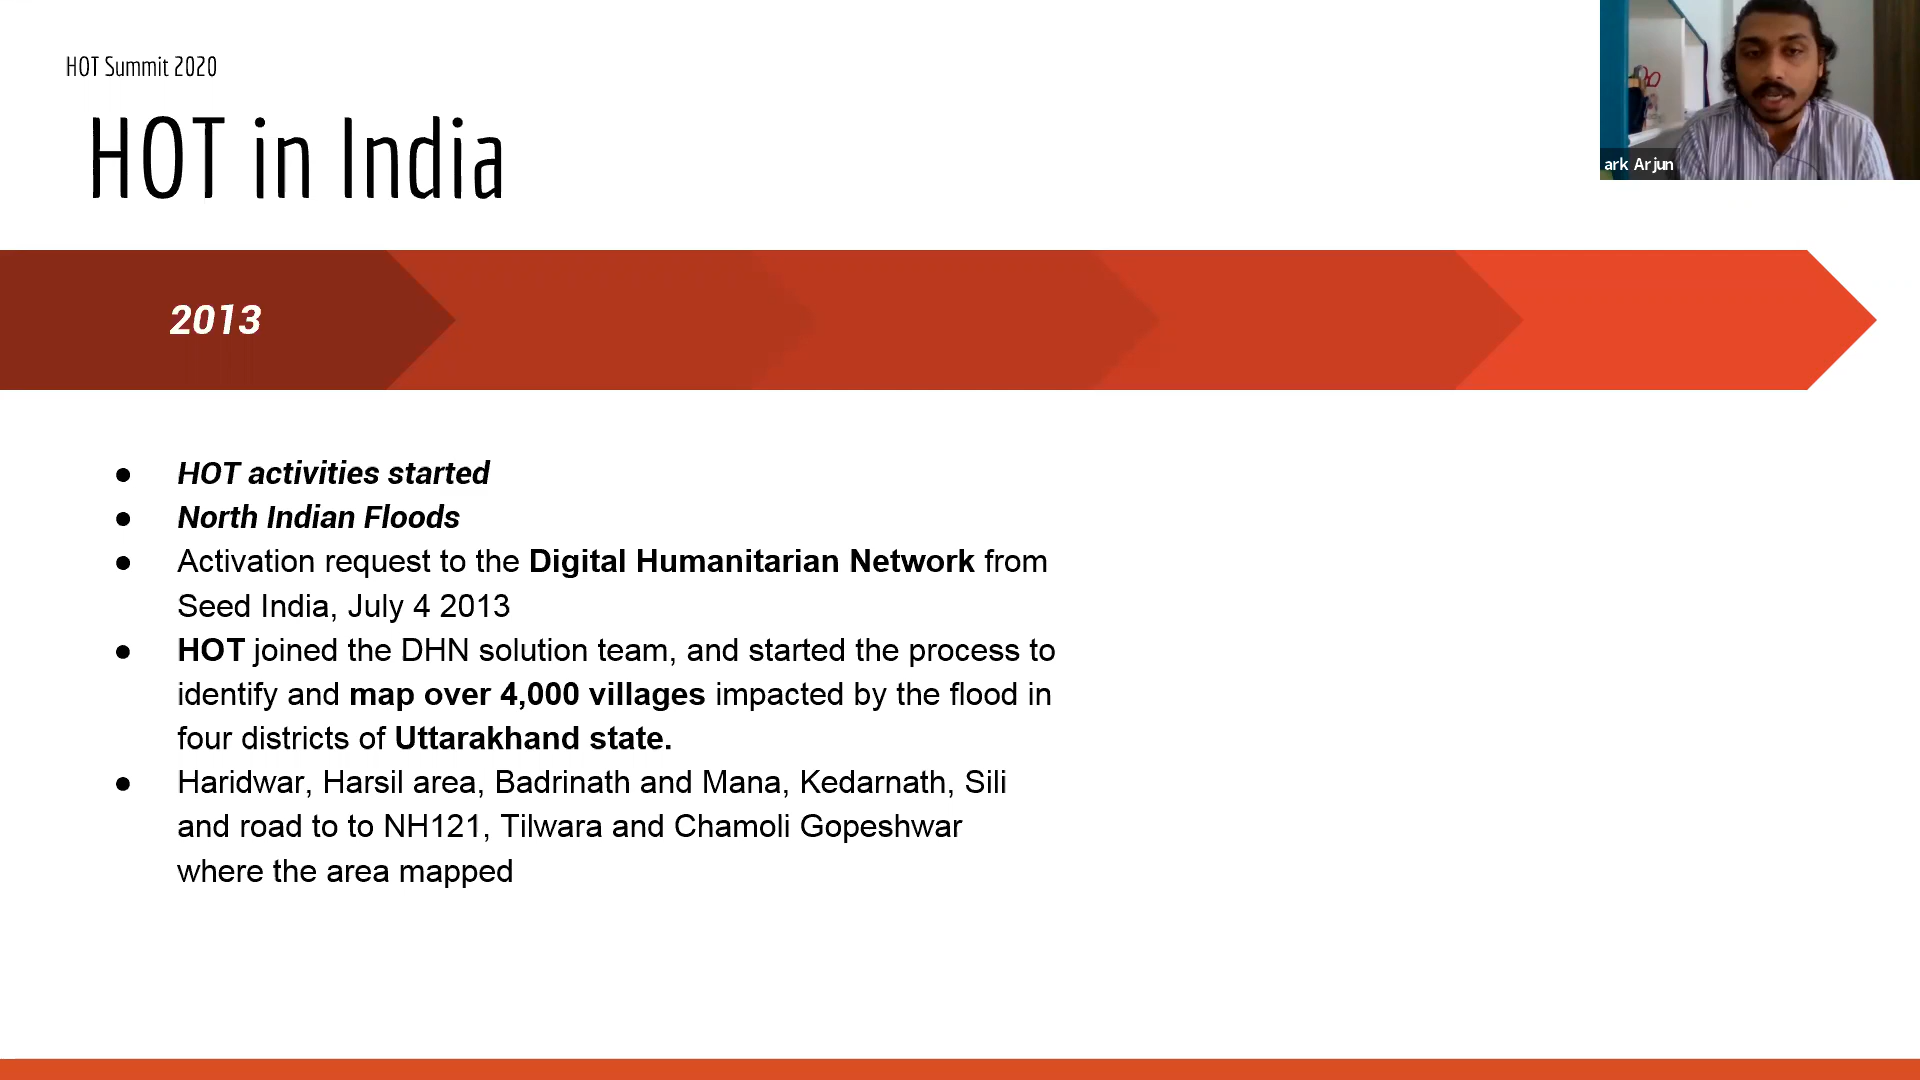 HOT Summit 2020
HOT in India
ark Arjun
2013
● HOT activities started
● North Indian Floods
● Activation request to the Digital Humanitarian Network from
Seed India, July 4 2013
● HOT joined the DHN solution team, and started the process to
identify and map over 4,000 villages impacted by the flood in
four districts of Uttarakhand state.
● Haridwar, Harsil area, Badrinath and Mana, Kedarnath, Sili
and road to to NH121, Tilwara and Chamoli Gopeshwar
where the area mapped